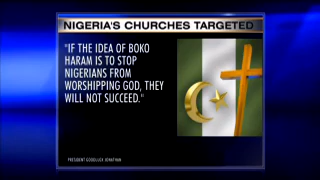 NIGERIA'S CHURCHES TARGETED
"IF THE IDEA OF BOKO
HARAM IS TO STOP
NIGERIANS FROM
WORSHIPPING GOD, THEY
WILL NOT SUCCEED."
PRESIDENT GOODLUCK JONATHAN